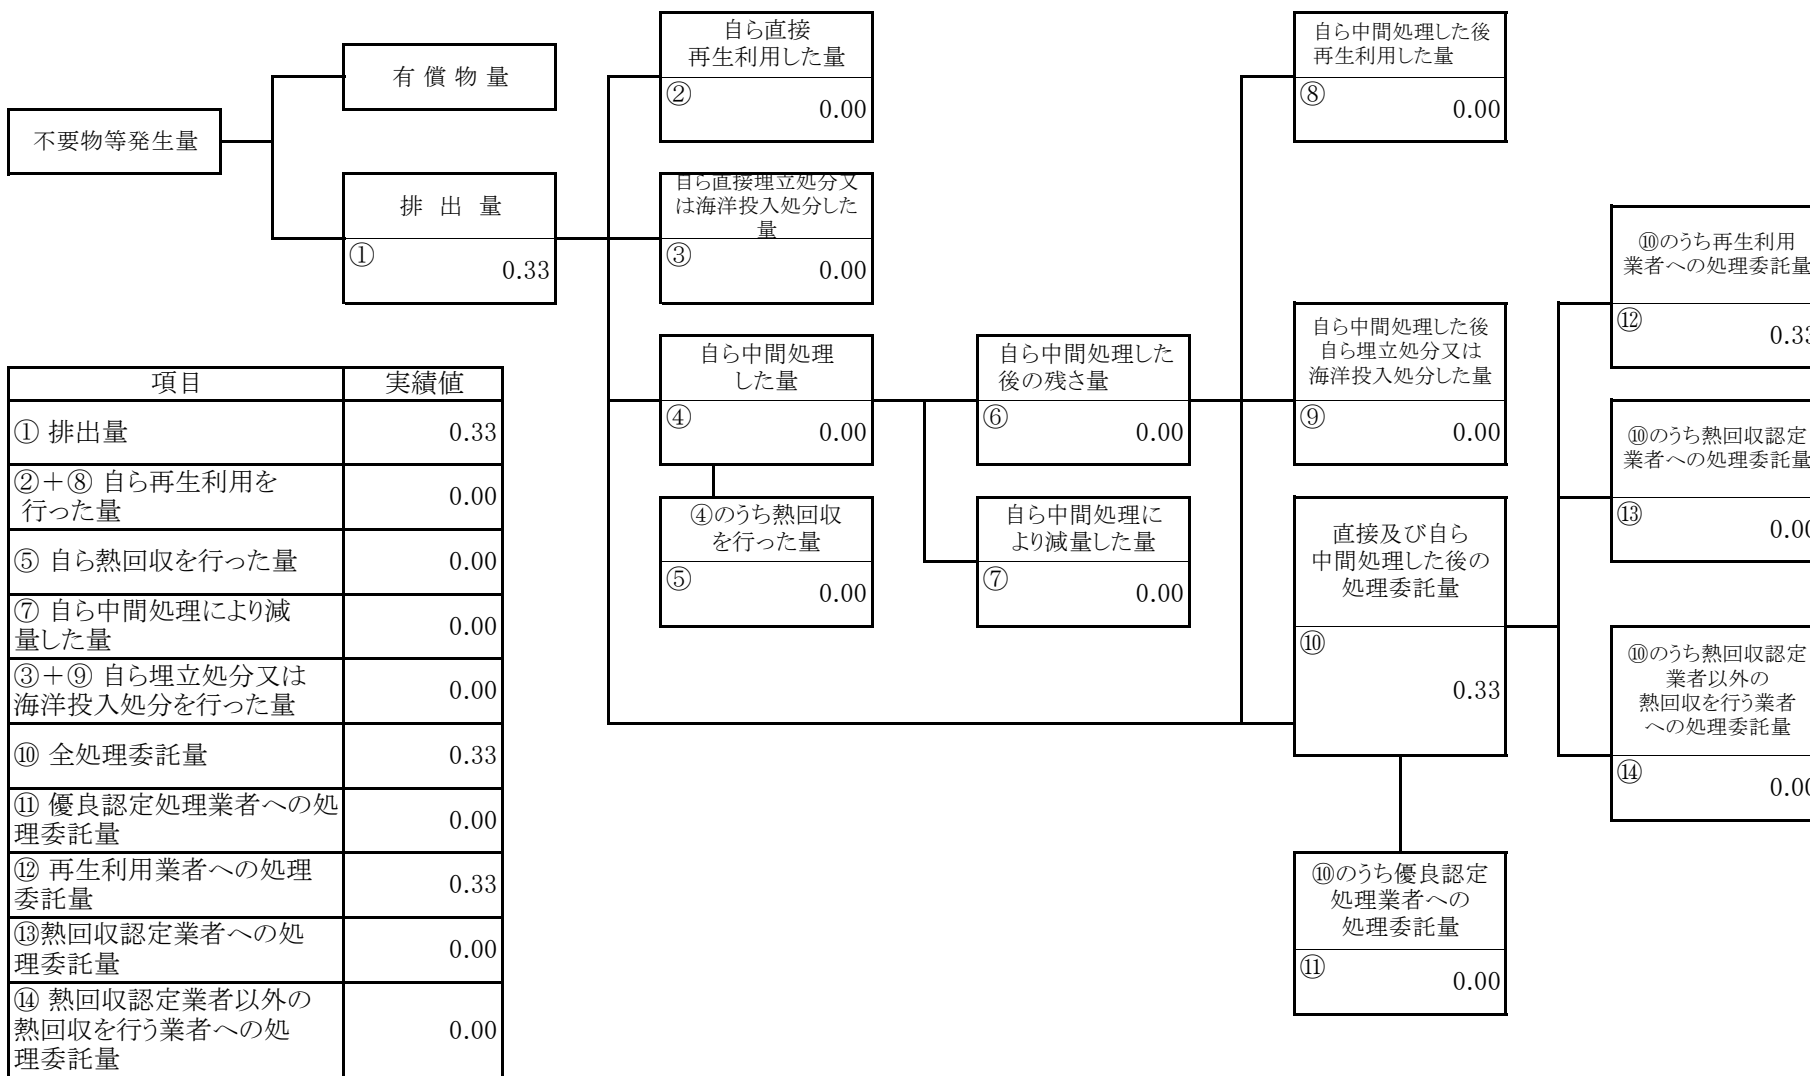 不要物等発生量
有 償 物 量
排 出 量
①
0.33
自ら直接
再生利用した量
②
0.00
自ら直接埋立処分又
は海洋投入処分した
量
③
0.00
自ら中間処理
した量
④
0.00
④のうち熱回収
を行った量
⑤
0.00
自ら中間処理した
後の残さ量
⑥
0.00
自ら中間処理に
より減量した量
⑦
0.00
自ら中間処理した後
再生利用した量
⑧
0.00
自ら中間処理した後
自ら埋立処分又は
海洋投入処分した量
⑨
0.00
直接及び自ら
中間処理した後の
処理委託量
⑩
0.33
⑩のうち優良認定
処理業者への
処理委託量
⑪
0.00
⑩のうち再生利用
業者への処理委託量
⑫
0.33
⑩のうち熱回収認定
業者への処理委託量
⑬
0.00
⑩のうち熱回収認定
業者以外の
熱回収を行う業者
への処理委託量
⑭
0.00
項目 実績値
① 排出量 0.33
②＋⑧ 自ら再生利用を
行った量 0.00
⑤ 自ら熱回収を行った量 0.00
⑦ 自ら中間処理により減
量した量 0.00
③＋⑨ 自ら埋立処分又は
海洋投入処分を行った量 0.00
⑩ 全処理委託量 0.33
⑪ 優良認定処理業者への処
理委託量 0.00
⑫ 再生利用業者への処理
委託量 0.33
⑬熱回収認定業者への処
理委託量 0.00
⑭ 熱回収認定業者以外の
熱回収を行う業者への処
理委託量 0.00